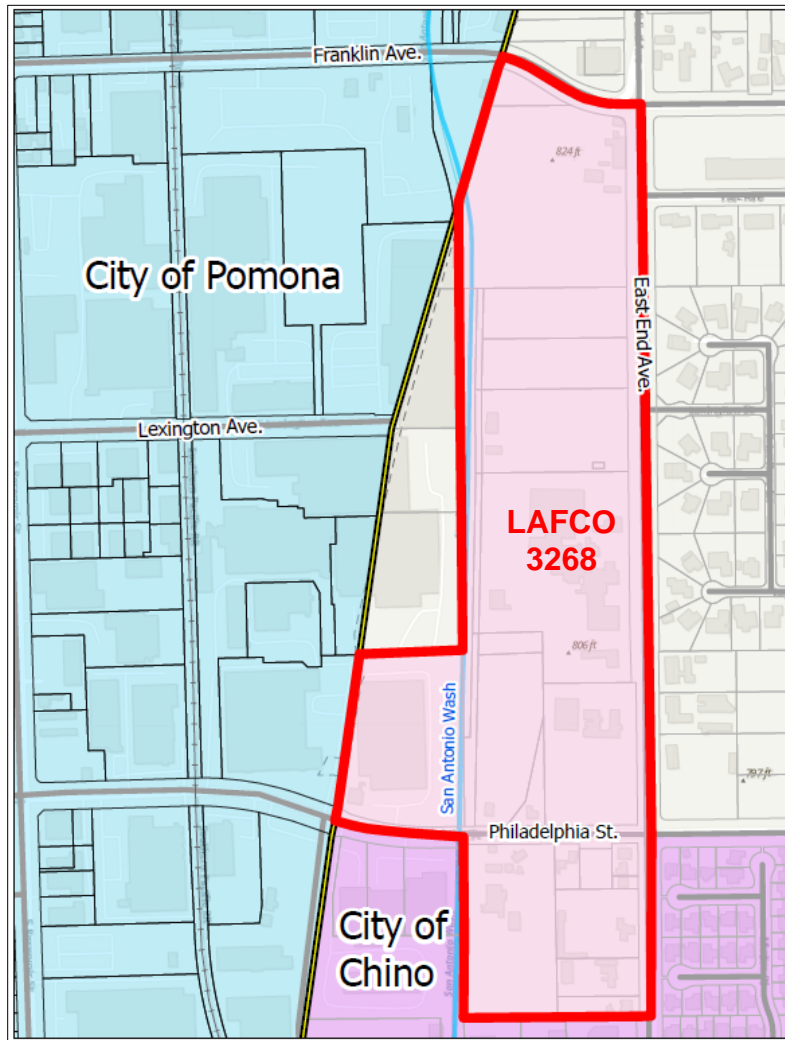 Franklin Ave.
824 ft
City of Pomona
East End Ave.
Lexington Ave.
LAFCO
3268
806 ft
San Antonio Wash
797 ft
Philadelphia St.
City of
Chino